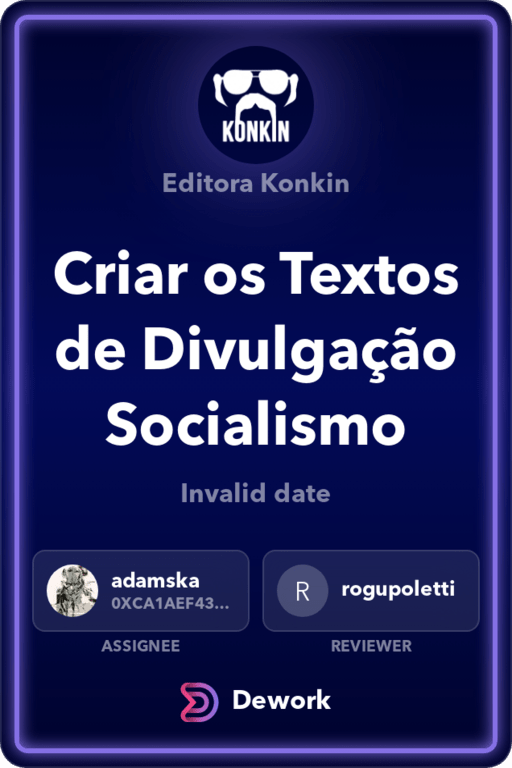 KONKIN
Editora Konkin
Criar os Textos
de Divulgação
Socialismo
Invalid date
adamska
0XCA1AEF43...
R
rogupoletti
ASSIGNEE
REVIEWER
Dework